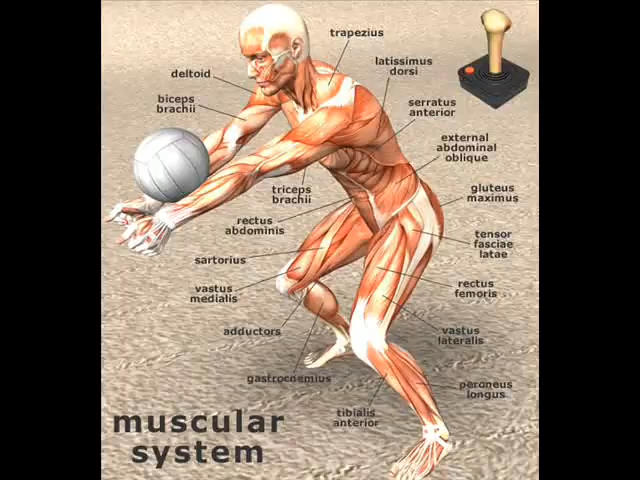 trapezius
latissimus
dorsi
deltoid
biceps
brachii
serratus
anterior
external
abdominal
oblique
triceps
brachii
gluteus
maximus
rectus
abdominis
tensor
fasciae
latae
sartorius
vastus
medialis
rectus
femoris
adductors
vastus
lateralis
gastrocnemius
peroneus
longus
tibialis
anterior
muscular
system